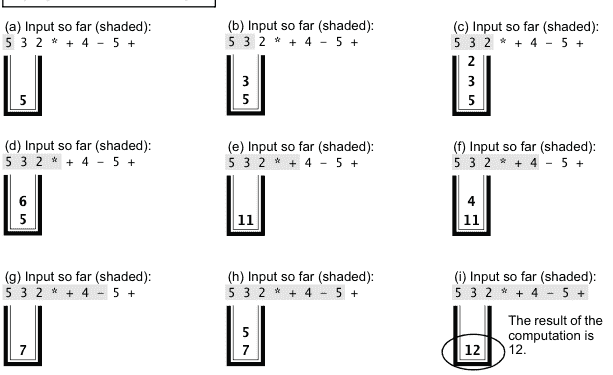 (a) Input so far (shaded):
5 3 2 * + 4 – 5 +
5
(b) Input so far (shaded):
5 3 2 * + 4 – 5 +
3
5
(c) Input so far (shaded):
5 3 2 * + 4 – 5 +
2
3
5
(d) Input so far (shaded):
5 3 2 * + 4 – 5 +
6
5
(e) Input so far (shaded):
5 3 2 * + 4 – 5 +
11
(f) Input so far (shaded):
5 3 2 * + 4 – 5 +
4
11
(g) Input so far (shaded):
5 3 2 * + 4 – 5 +
7
(h) Input so far (shaded):
5 3 2 * + 4 – 5 +
5
7
(i) Input so far (shaded):
5 3 2 * + 4 – 5 +
12
The result of the
computation is
12.